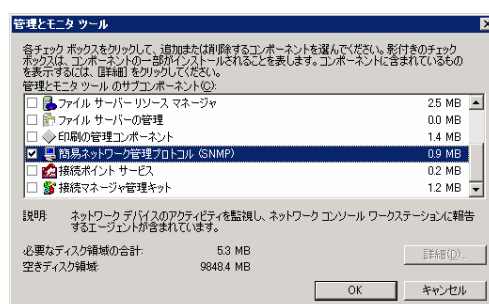 管理とモニタ ツール
各チェック ボックスをクリックして、追加または削除するコンポーネントを選んでください。影付きのチェック
ボックスは、コンポーネントの一部がインストールされることを表します。コンポーネントに含まれているもの
を表示するには、[詳細] をクリックしてください。
管理とモニタ ツール のサブコンポーネント(C):
ファイル サーバー リソース マネージャ 2.5 MB
ファイル サーバーの管理 0.0 MB
印刷の管理コンポーネント 1.4 MB
簡易ネットワーク管理プロトコル (SNMP) 0.9 MB
接続ポイント サービス 0.2 MB
接続マネージャ管理キット 1.2 MB
説明: ネットワーク デバイスのアクティビティを監視し、ネットワーク コンソール ワークステーションに報告
するエージェントが含まれています。
必要なディスク領域の合計: 5.3 MB
空きディスク領域: 9848.4 MB
詳細(D)...
OK キャンセル